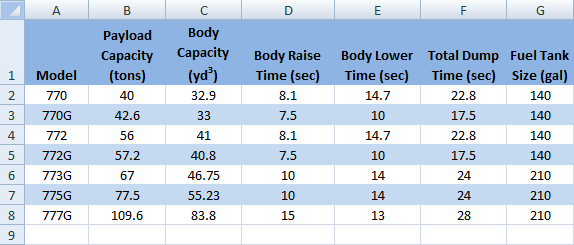 A B C D E F G
1 Model Payload Capacity (tons) Body Capacity (yd³) Body Raise Time (sec) Body Lower Time (sec) Total Dump Time (sec) Fuel Tank Size (gal)
2 770 40 32.9 8.1 14.7 22.8 140
3 770G 42.6 33 7.5 10 17.5 140
4 772 56 41 8.1 14.7 22.8 140
5 772G 57.2 40.8 7.5 10 17.5 140
6 773G 67 46.75 10 14 24 210
7 775G 77.5 55.23 10 14 24 210
8 777G 109.6 83.8 15 13 28 210
9